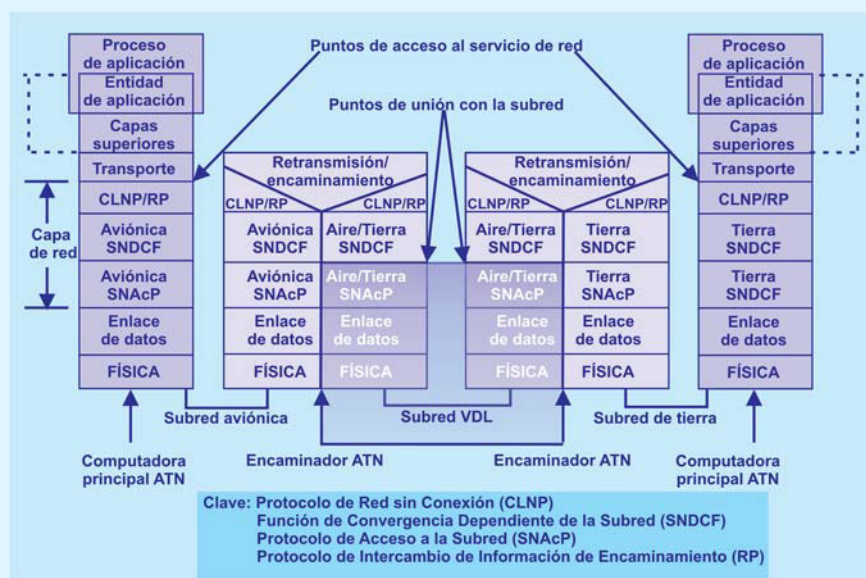 Proceso
de aplicación
Entidad
de aplicación
Capas
superiores
Transporte
CLNP/RP
Aviónica
SNDCF
Aviónica
SNAcP
Enlace
de datos
FÍSICA
Capa
de red
Puntos de acceso al servicio de red
Puntos de unión con la subred
Retransmisión/
encaminamiento
CLNP/RP
CLNP/RP
Aviónica
SNDCF
Aire/Tierra
SNDCF
Aviónica
SNAcP
Aire/Tierra
SNAcP
Enlace
de datos
Enlace
de datos
FÍSICA
FÍSICA
Retransmisión/
encaminamiento
CLNP/RP
CLNP/RP
Aire/Tierra
SNDCF
Tierra
SNDCF
Aire/Tierra
SNAcP
Tierra
SNAcP
Enlace
de datos
Enlace
de datos
FÍSICA
FÍSICA
Proceso
de aplicación
Entidad
de aplicación
Capas
superiores
Transporte
CLNP/RP
Tierra
SNDCF
Tierra
SNDCF
Enlace
de datos
FÍSICA
Subred aviónica
Subred VDL
Subred de tierra
Computadora
principal ATN
Encaminador ATN
Encaminador ATN
Computadora
principal ATN
Clave: Protocolo de Red sin Conexión (CLNP)
Función de Convergencia Dependiente de la Subred (SNDCF)
Protocolo de Acceso a la Subred (SNAcP)
Protocolo de Intercambio de Información de Encaminamiento (RP)